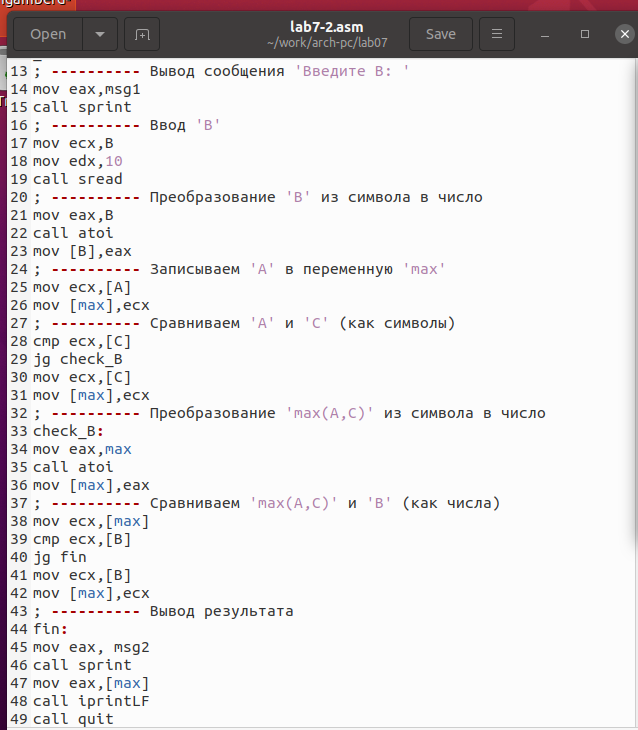 Open
lab7-2.asm
~/work/arch-pc/lab07
Save
13 ; ---------- Вывод сообщения 'Введите B: '
14 mov eax,msg1
15 call sprint
16 ; ---------- Ввод 'B'
17 mov ecx,B
18 mov edx,10
19 call sread
20 ; ---------- Преобразование 'B' из символа в число
21 mov eax,B
22 call atoi
23 mov [B],eax
24 ; ---------- Записываем 'A' в переменную 'max'
25 mov ecx,[A]
26 mov [max],ecx
27 ; ---------- Сравниваем 'A' и 'C' (как символы)
28 cmp ecx,[C]
29 jg check_B
30 mov ecx,[C]
31 mov [max],ecx
32 ; ---------- Преобразование 'max(A,C)' из символа в число
33 check_B:
34 mov eax,max
35 call atoi
36 mov [max],eax
37 ; ---------- Сравниваем 'max(A,C)' и 'B' (как числа)
38 mov ecx,[max]
39 cmp ecx,[B]
40 jg fin
41 mov ecx,[B]
42 mov [max],ecx
43 ; ---------- Вывод результата
44 fin:
45 mov eax, msg2
46 call sprint
47 mov eax,[max]
48 call iprintLF
49 call quit